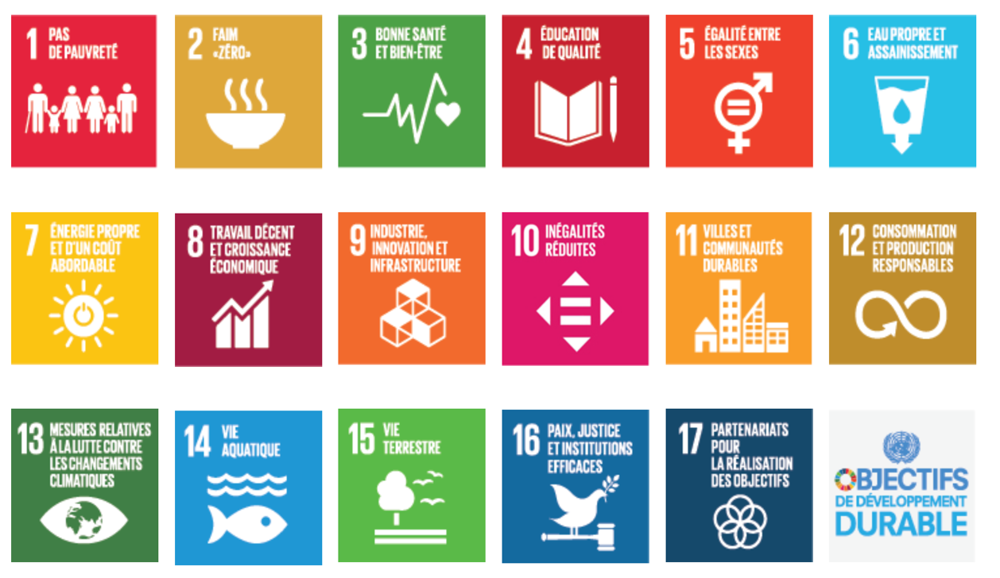 1 PAS
DE PAUVRETÉ
2 FAIM
«ZÉRO»
3 BONNE SANTÉ
ET BIEN-ÊTRE
4 ÉDUCATION
DE QUALITÉ
5 ÉGALITÉ ENTRE
LES SEXES
6 EAU PROPRE ET
ASSAINISSEMENT
7 ÉNERGIE PROPRE
ET D'UN COÛT
ABORDABLE
8 TRAVAIL DÉCENT
ET CROISSANCE
ÉCONOMIQUE
9 INDUSTRIE,
INNOVATION ET
INFRASTRUCTURE
10 INÉGALITÉS
RÉDUITES
11 VILLES ET
COMMUNAUTÉS
DURABLES
12 CONSOMMATION
ET PRODUCTION
RESPONSABLES
13 MESURES RELATIVES
À LA LUTTE CONTRE
LES CHANGEMENTS
CLIMATIQUES
14 VIE
AQUATIQUE
15 VIE
TERRESTRE
16 PAIX, JUSTICE
ET INSTITUTIONS
EFFICACES
17 PARTENARIATS
POUR
LA RÉALISATION
DES OBJECTIFS
OBJECTIFS
DE DÉVELOPPEMENT
DURABLE